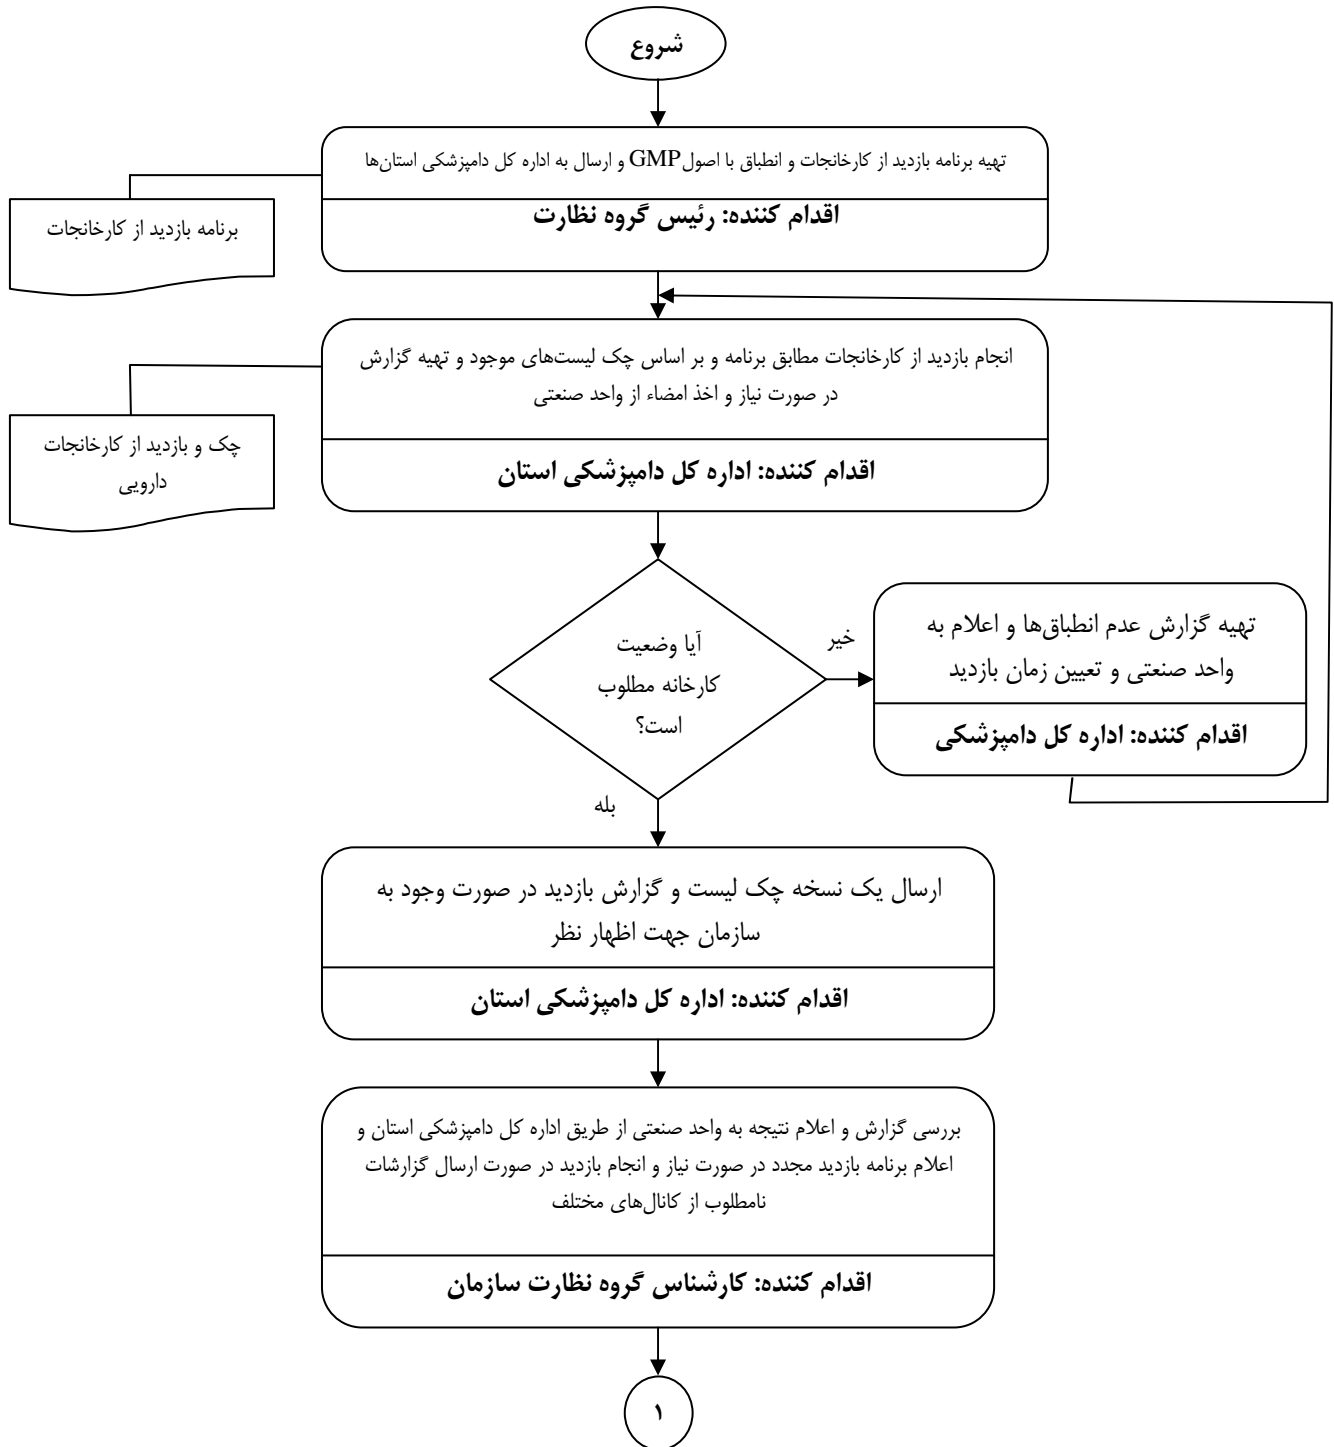 شروع
تهیه برنامه بازدید از کارخانجات و انطباق با اصول GMP و ارسال به اداره کل دامپزشکی استان‌ها
اقدام کننده: رئیس گروه نظارت
برنامه بازدید از کارخانجات
انجام بازدید از کارخانجات مطابق برنامه و بر اساس چک لیست‌های موجود و تهیه گزارش
در صورت نیاز و اخذ امضاء از واحد صنعتی
اقدام کننده: اداره کل دامپزشکی استان
چک و بازدید از کارخانجات
دارویی
آیا وضعیت
کارخانه مطلوب
است؟
خیر
تهیه گزارش عدم انطباق‌ها و اعلام به
واحد صنعتی و تعیین زمان بازدید
اقدام کننده: اداره کل دامپزشکی
بله
ارسال یک نسخه چک لیست و گزارش بازدید در صورت وجود به
سازمان جهت اظهار نظر
اقدام کننده: اداره کل دامپزشکی استان
بررسی گزارش و اعلام نتیجه به واحد صنعتی از طریق اداره کل دامپزشکی استان و
اعلام برنامه بازدید مجدد در صورت نیاز و انجام بازدید در صورت ارسال گزارشات
نامطلوب از کانال‌های مختلف
اقدام کننده: کارشناس گروه نظارت سازمان
۱